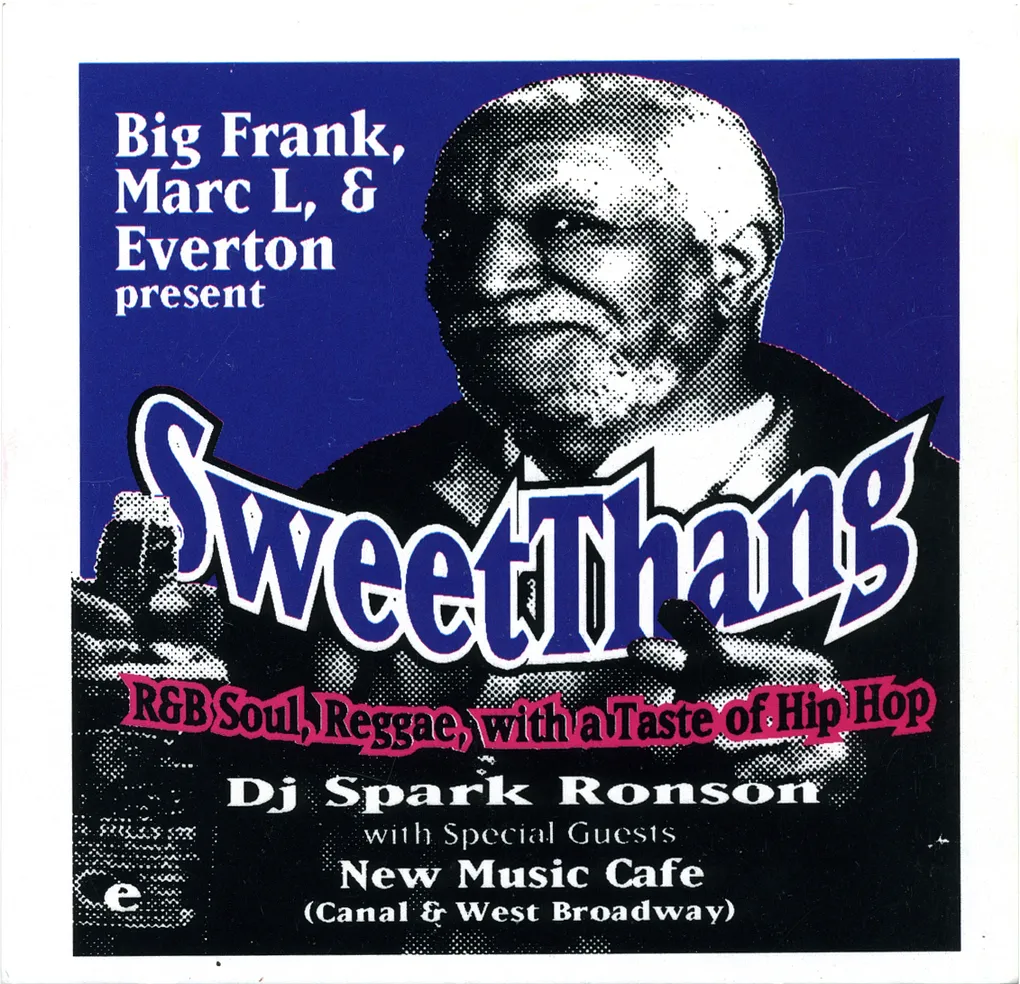 Big Frank,
Marc L, &
Everton
present
SweetThang
R&B Soul, Reggae, with a Taste of Hip Hop
Dj Spark Ronson
with Special Guests
New Music Cafe
(Canal & West Broadway)
e